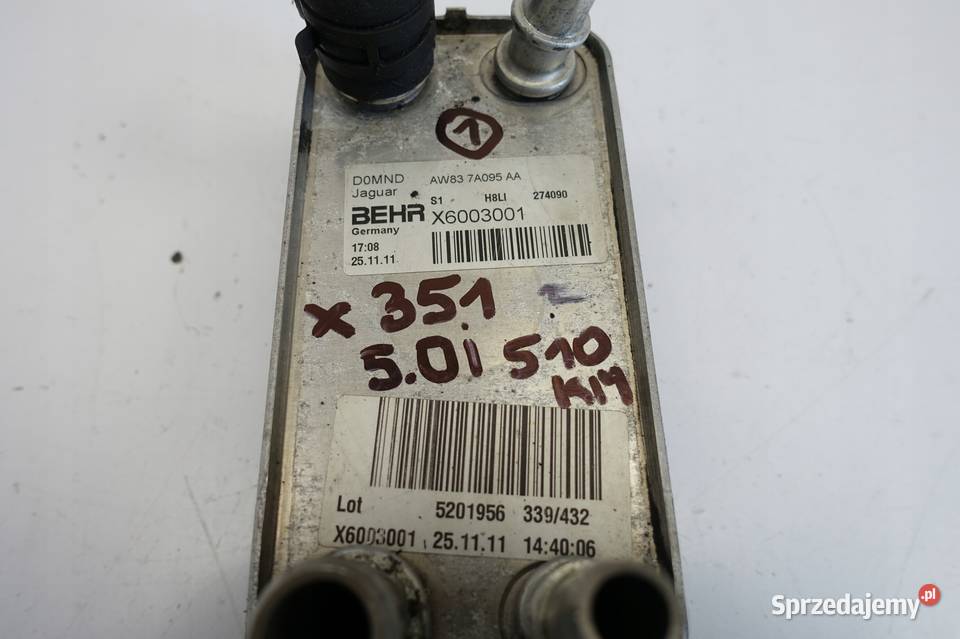 1
D0MND AW83 7A095 AA
Jaguar S1 H8LI 274090
BEHR X6003001
Germany
17:08
25.11.11
x 351
5.0i 510
KM
Lot 5201956 339/432
X6003001 25.11.11 14:40:06
Sprzedajemy.pl